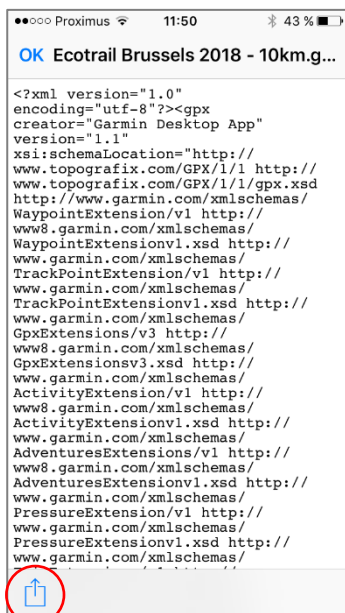 Proximus 11:50 43 %
OK Ecotrail Brussels 2018 - 10km.g...
<?xml version="1.0"
encoding="utf-8"?><gpx
creator="Garmin Desktop App"
version="1.1"
xsi:schemaLocation="http://
www.topografix.com/GPX/1/1 http://
www.topografix.com/GPX/1/1/gpx.xsd
http://www.garmin.com/xmlschemas/
WaypointExtension/v1 http://
www8.garmin.com/xmlschemas/
WaypointExtensionv1.xsd http://
www.garmin.com/xmlschemas/
TrackPointExtension/v1 http://
www.garmin.com/xmlschemas/
TrackPointExtensionv1.xsd http://
www.garmin.com/xmlschemas/
GpxExtensions/v3 http://
www8.garmin.com/xmlschemas/
GpxExtensionsv3.xsd http://
www.garmin.com/xmlschemas/
ActivityExtension/v1 http://
www8.garmin.com/xmlschemas/
ActivityExtensionv1.xsd http://
www.garmin.com/xmlschemas/
AdventuresExtensions/v1 http://
www8.garmin.com/xmlschemas/
AdventuresExtensionv1.xsd http://
www.garmin.com/xmlschemas/
PressureExtension/v1 http://
www.garmin.com/xmlschemas/
PressureExtensionv1.xsd http://
www.garmin.com/xmlschemas/